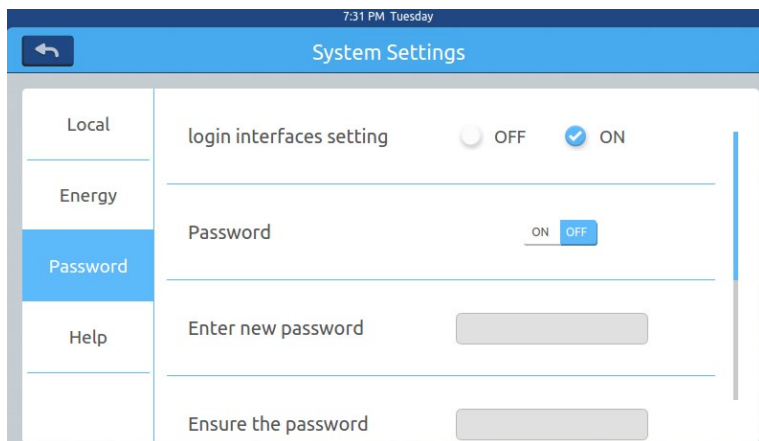 7:31 PM Tuesday
System Settings
Local
Energy
Password
Help
login interfaces setting OFF ON
Password ON OFF
Enter new password
Ensure the password